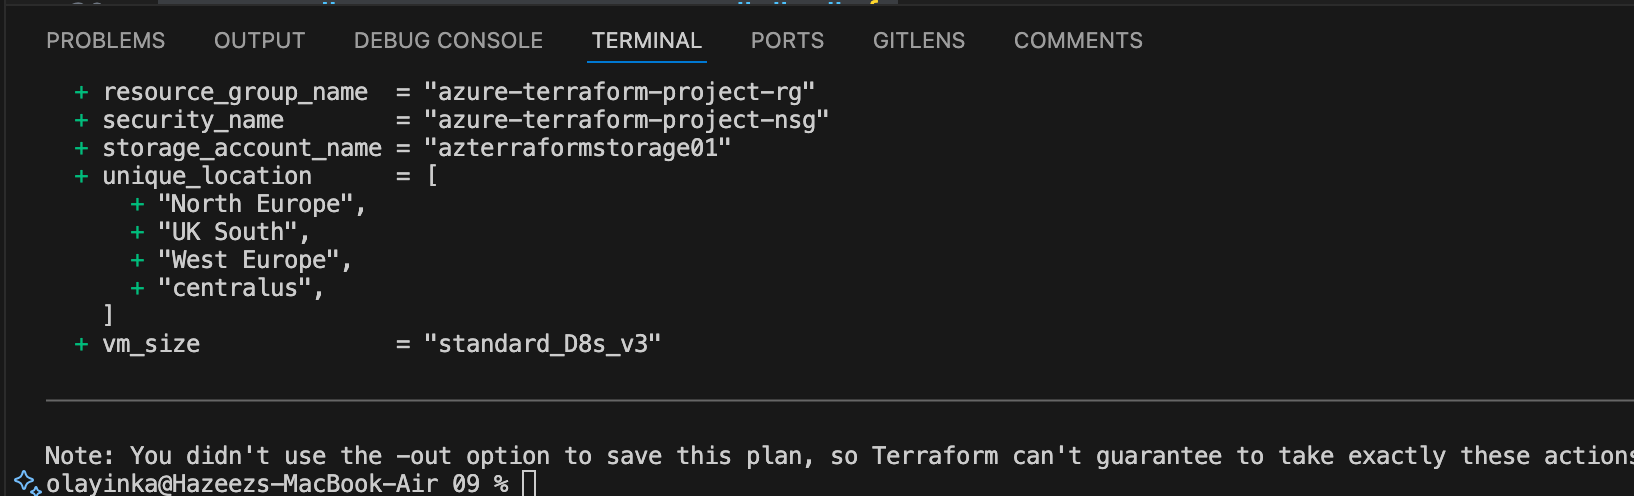 PROBLEMS OUTPUT DEBUG CONSOLE TERMINAL PORTS GITLENS COMMENTS
+ resource_group_name = "azure-terraform-project-rg"
+ security_name = "azure-terraform-project-nsg"
+ storage_account_name = "azterraformstorage01"
+ unique_location = [
+ "North Europe",
+ "UK South",
+ "West Europe",
+ "centralus",
]
+ vm_size = "standard_D8s_v3"
Note: You didn't use the -out option to save this plan, so Terraform can't guarantee to take exactly these actions
olayinka@Hazeezs-MacBook-Air 09 %